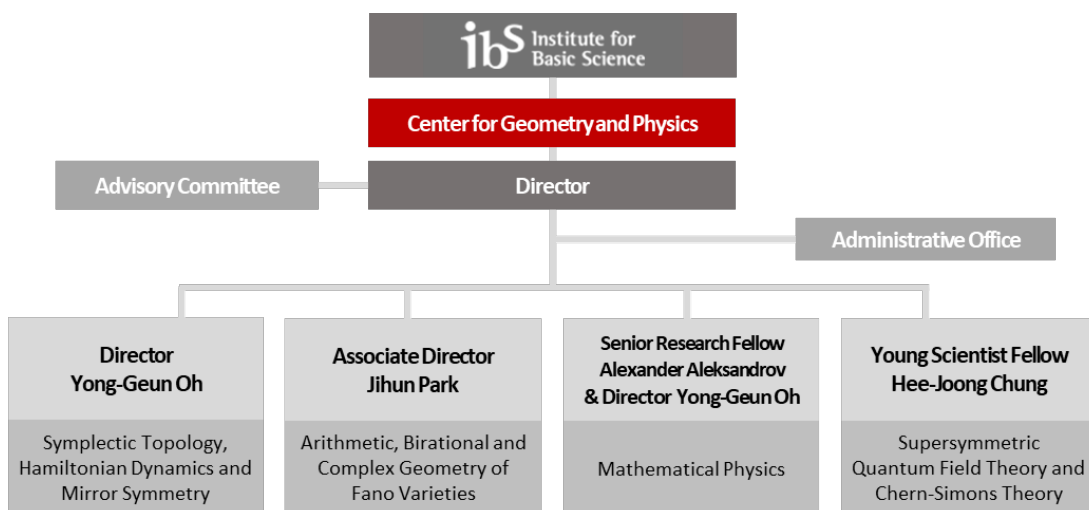 ibS Institute for
Basic Science
Center for Geometry and Physics
Advisory Committee
Director
Administrative Office
Director
Yong-Geun Oh
Symplectic Topology,
Hamiltonian Dynamics and
Mirror Symmetry
Associate Director
Jihun Park
Arithmetic, Birational and
Complex Geometry of
Fano Varieties
Senior Research Fellow
Alexander Aleksandrov
& Director Yong-Geun Oh
Mathematical Physics
Young Scientist Fellow
Hee-Joong Chung
Supersymmetric
Quantum Field Theory and
Chern-Simons Theory